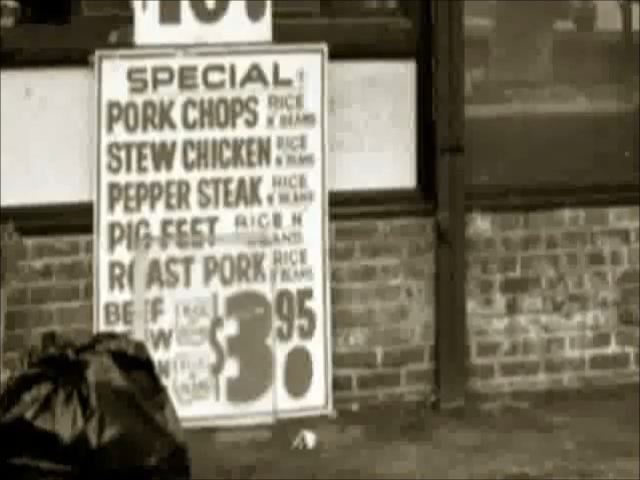 SPECIAL
PORK CHOPS RICE N' BEANS
STEW CHICKEN RICE N BEANS
PEPPER STEAK RICE N BEANS
PIG FEET RICE N BEANS
ROAST PORK RICE N BEANS
BEEF
$3.95